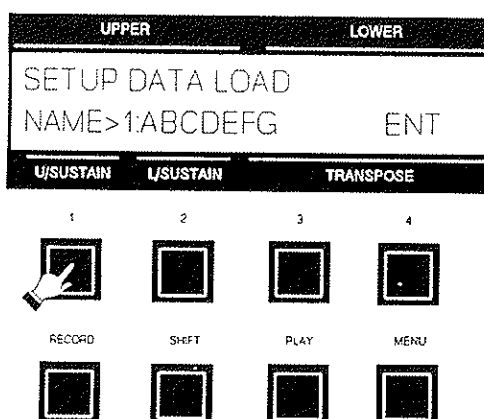 UPPER LOWER
SETUP DATA LOAD
NAME>1:ABCDEFG ENT
U/SUSTAIN L/SUSTAIN TRANSPOSE
1 2 3 4
RECORD SHIFT PLAY MENU